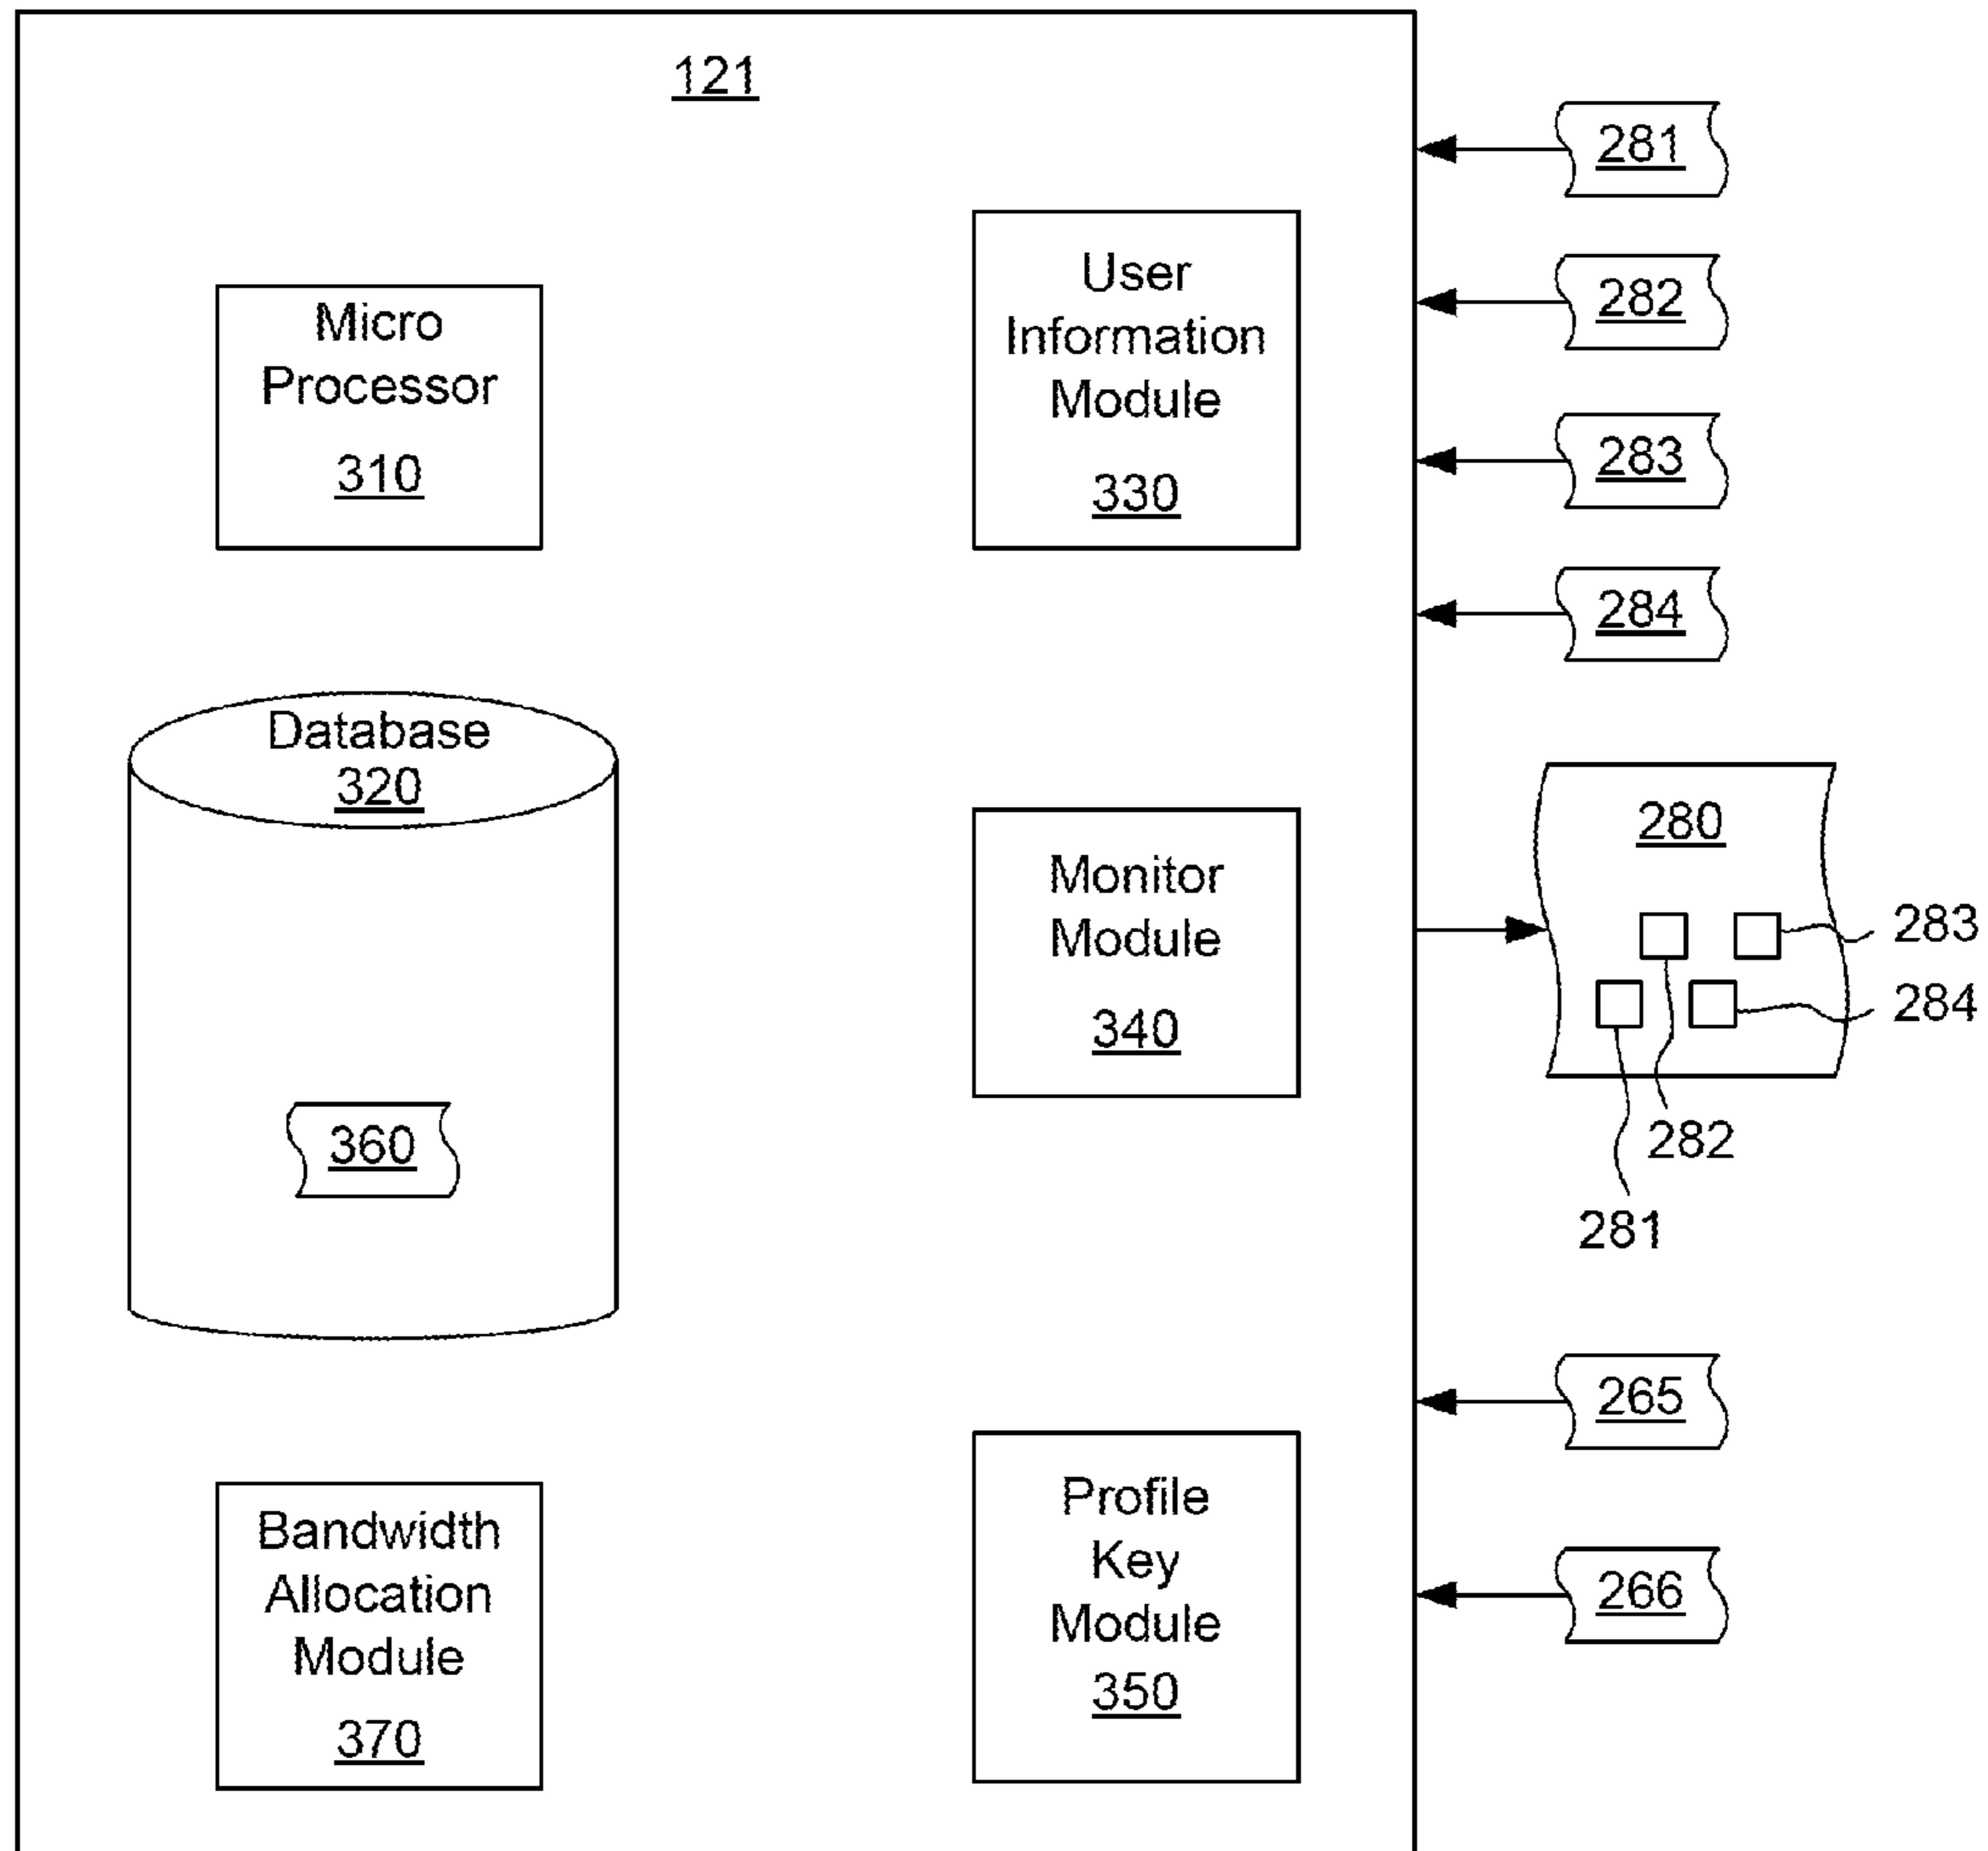 121
Micro
Processor
310
User
Information
Module
330
281
282
283
284
Database
320
360
Monitor
Module
340
280
283
284
282
281
Bandwidth
Allocation
Module
370
Profile
Key
Module
350
265
266